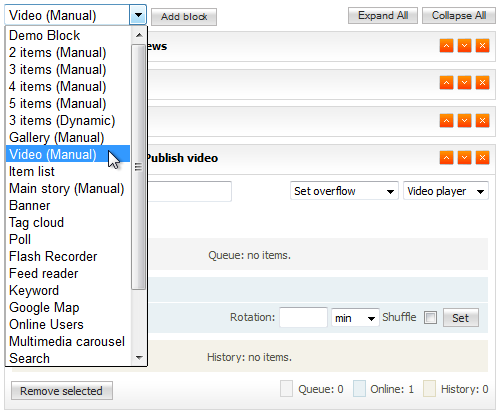 Video (Manual) Add block Expand All Collapse All
Demo Block
2 items (Manual) ews
3 items (Manual)
4 items (Manual)
5 items (Manual)
3 items (Dynamic)
Gallery (Manual)
Video (Manual) Publish video
Item list
Main story (Manual) Set overflow Video player
Banner
Tag cloud
Poll
Flash Recorder Queue: no items.
Feed reader
Keyword
Google Map Rotation: min Shuffle Set
Online Users
Multimedia carousel
Search History: no items.
Remove selected Queue: 0 Online: 1 History: 0